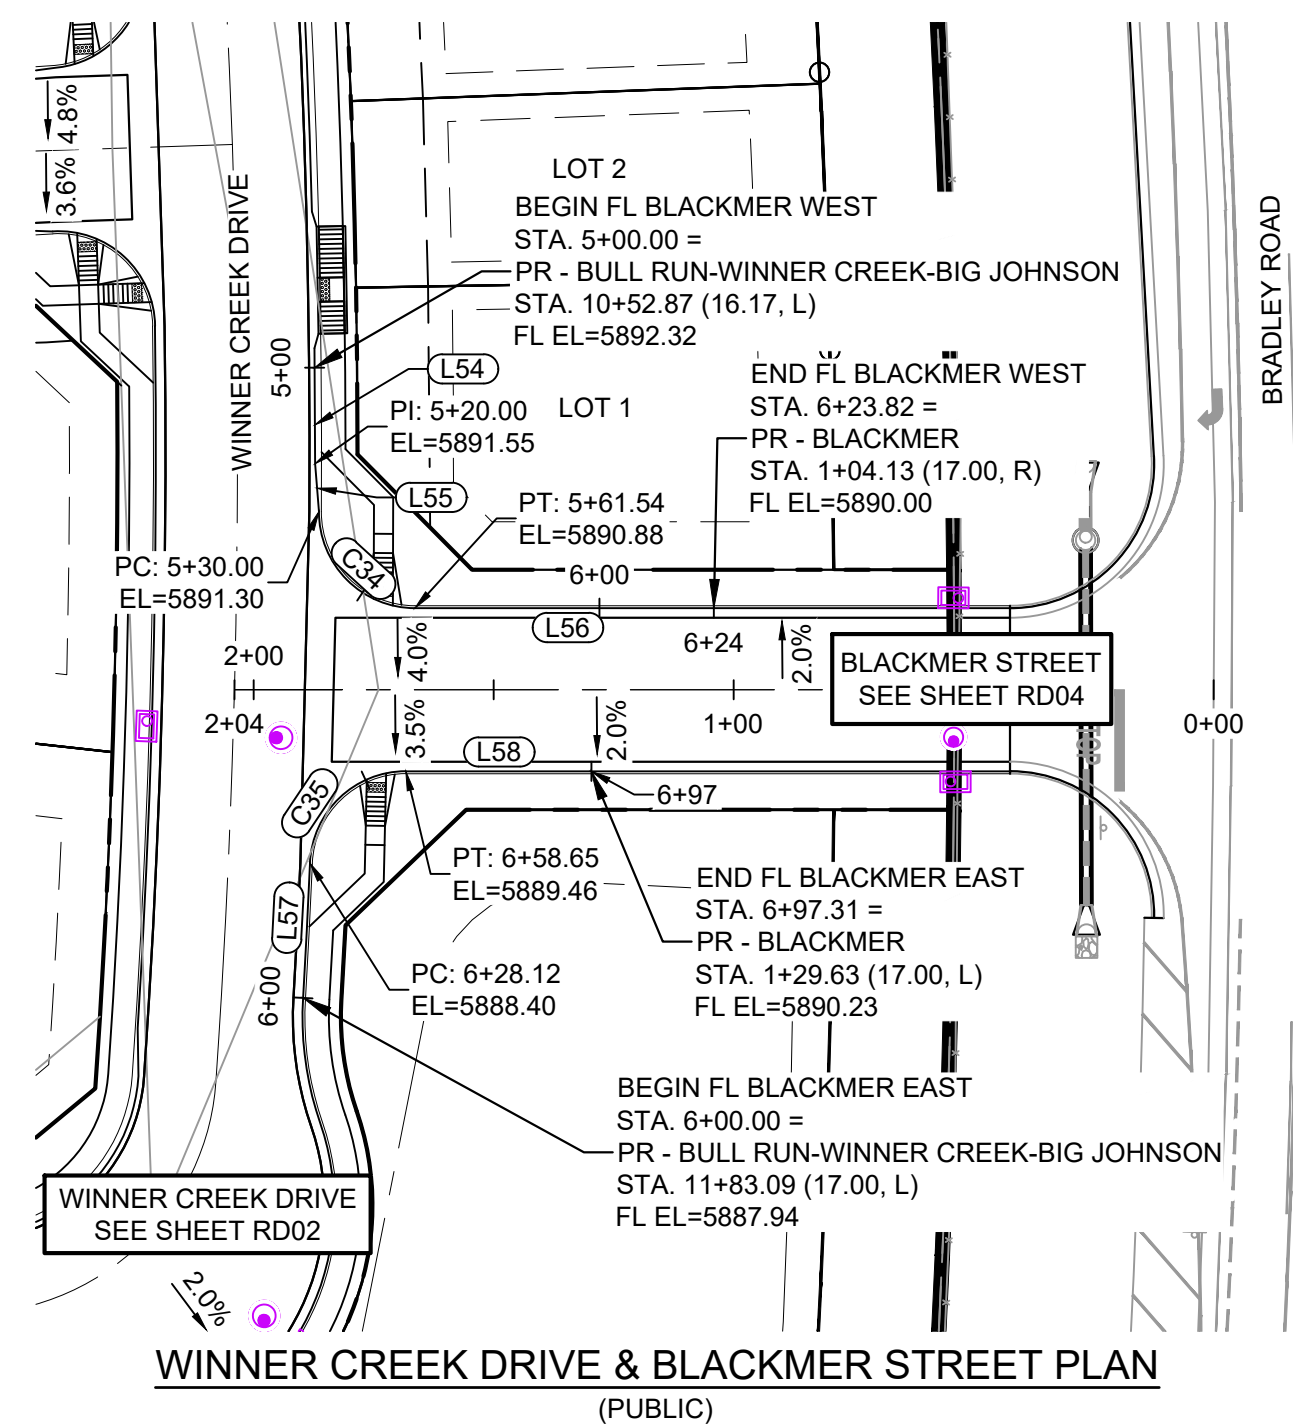 4.8%
3.6%
WINNER CREEK DRIVE
BRADLEY ROAD
LOT 2
BEGIN FL BLACKMER WEST
STA. 5+00.00 =
PR - BULL RUN-WINNER CREEK-BIG JOHNSON
STA. 10+52.87 (16.17, L)
FL EL=5892.32
5+00
L54
END FL BLACKMER WEST
STA. 6+23.82 =
PR - BLACKMER
STA. 1+04.13 (17.00, R)
FL EL=5890.00
PI: 5+20.00
EL=5891.55
LOT 1
L55
PT: 5+61.54
EL=5890.88
PC: 5+30.00
EL=5891.30
C34
6+00
L56
6+24
4.0%
2.0%
BLACKMER STREET
SEE SHEET RD04
2+00
2+04
3.5%
2.0%
1+00
0+00
L58
C35
6+97
PT: 6+58.65
EL=5889.46
END FL BLACKMER EAST
STA. 6+97.31 =
PR - BLACKMER
STA. 1+29.63 (17.00, L)
FL EL=5890.23
L57
PC: 6+28.12
EL=5888.40
6+00
BEGIN FL BLACKMER EAST
STA. 6+00.00 =
PR - BULL RUN-WINNER CREEK-BIG JOHNSON
STA. 11+83.09 (17.00, L)
FL EL=5887.94
WINNER CREEK DRIVE
SEE SHEET RD02
2.0%
WINNER CREEK DRIVE & BLACKMER STREET PLAN
(PUBLIC)